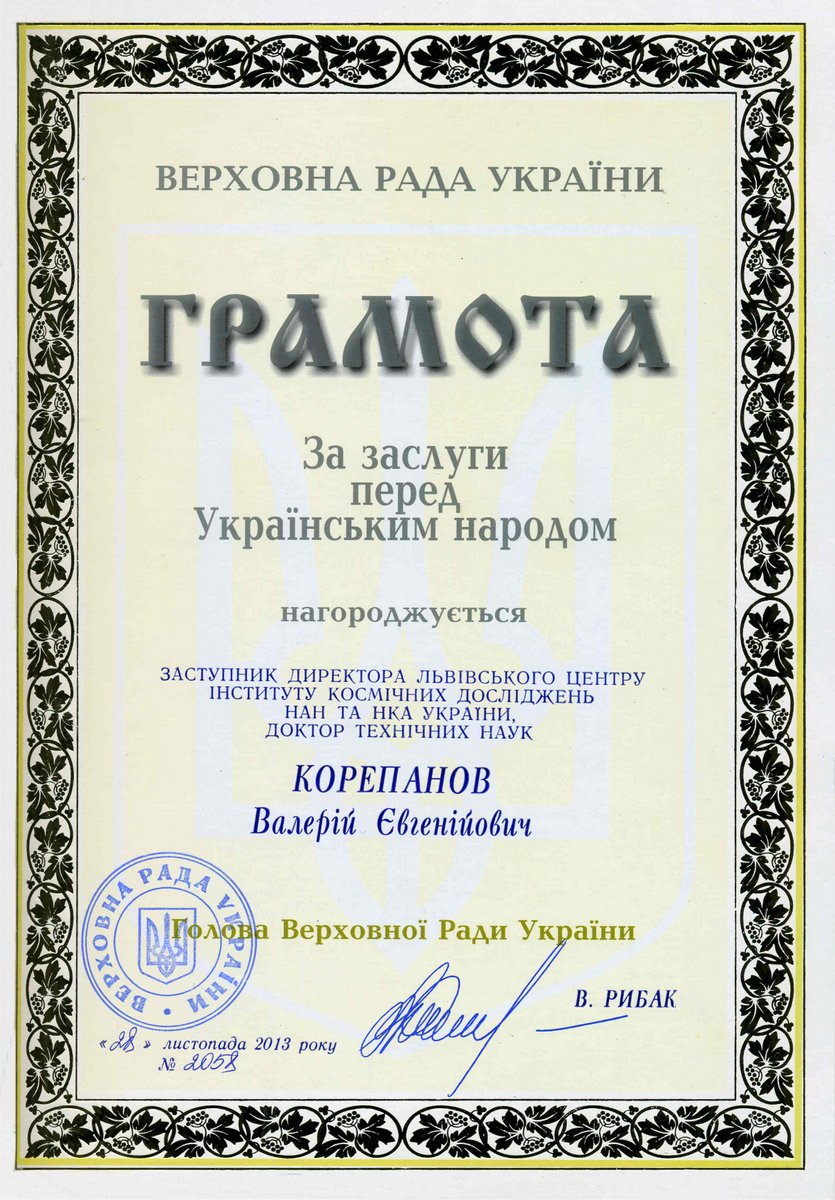 ВЕРХОВНА РАДА УКРАЇНИ
ГРАМОТА
За заслуги
перед
Українським народом
нагороджується
ЗАСТУПНИК ДИРЕКТОРА ЛЬВІВСЬКОГО ЦЕНТРУ
ІНСТИТУТУ КОСМІЧНИХ ДОСЛІДЖЕНЬ
НАН ТА НКА УКРАЇНИ,
ДОКТОР ТЕХНІЧНИХ НАУК
КОРЕПАНОВ
Валерій Євгенійович
ВЕРХОВНА РАДА УКРАЇНИ
Голова Верховної Ради України
В. РИБАК
«28» листопада 2013 року
№ 2058